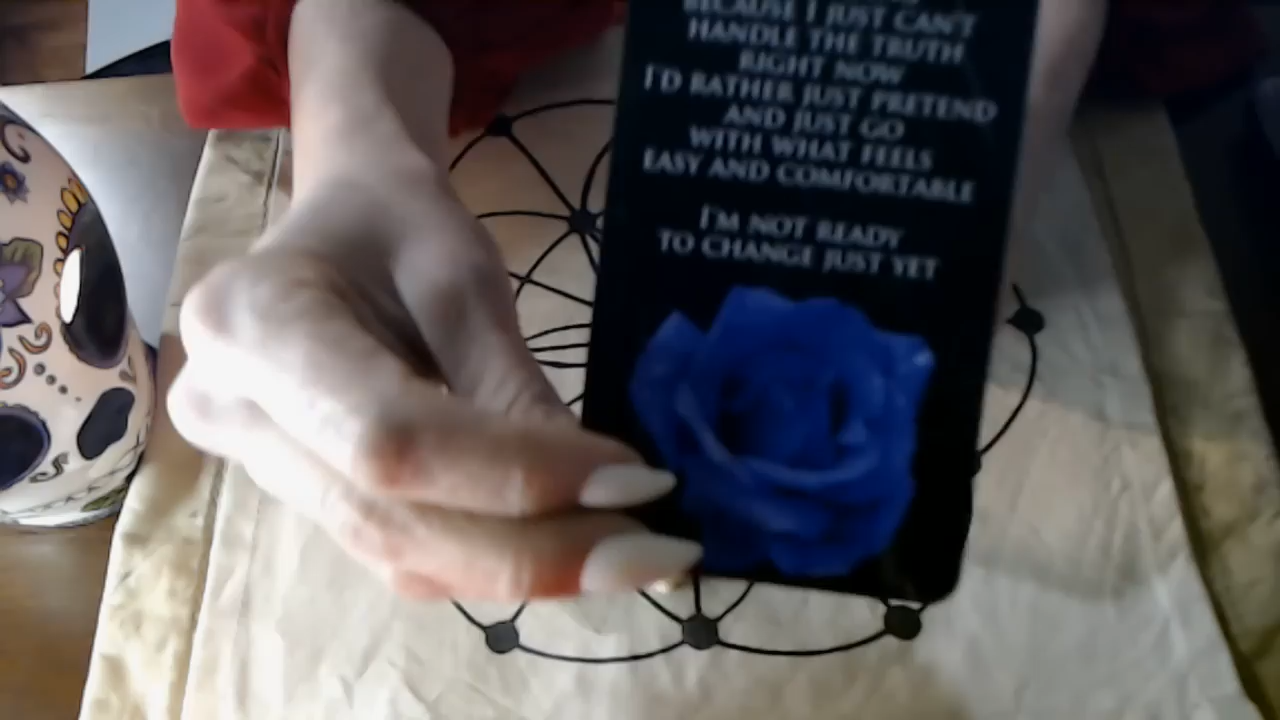 BECAUSE I JUST CAN'T
HANDLE THE TRUTH
RIGHT NOW
I'D RATHER JUST PRETEND
AND JUST GO
WITH WHAT FEELS
EASY AND COMFORTABLE
I'M NOT READY
TO CHANGE JUST YET